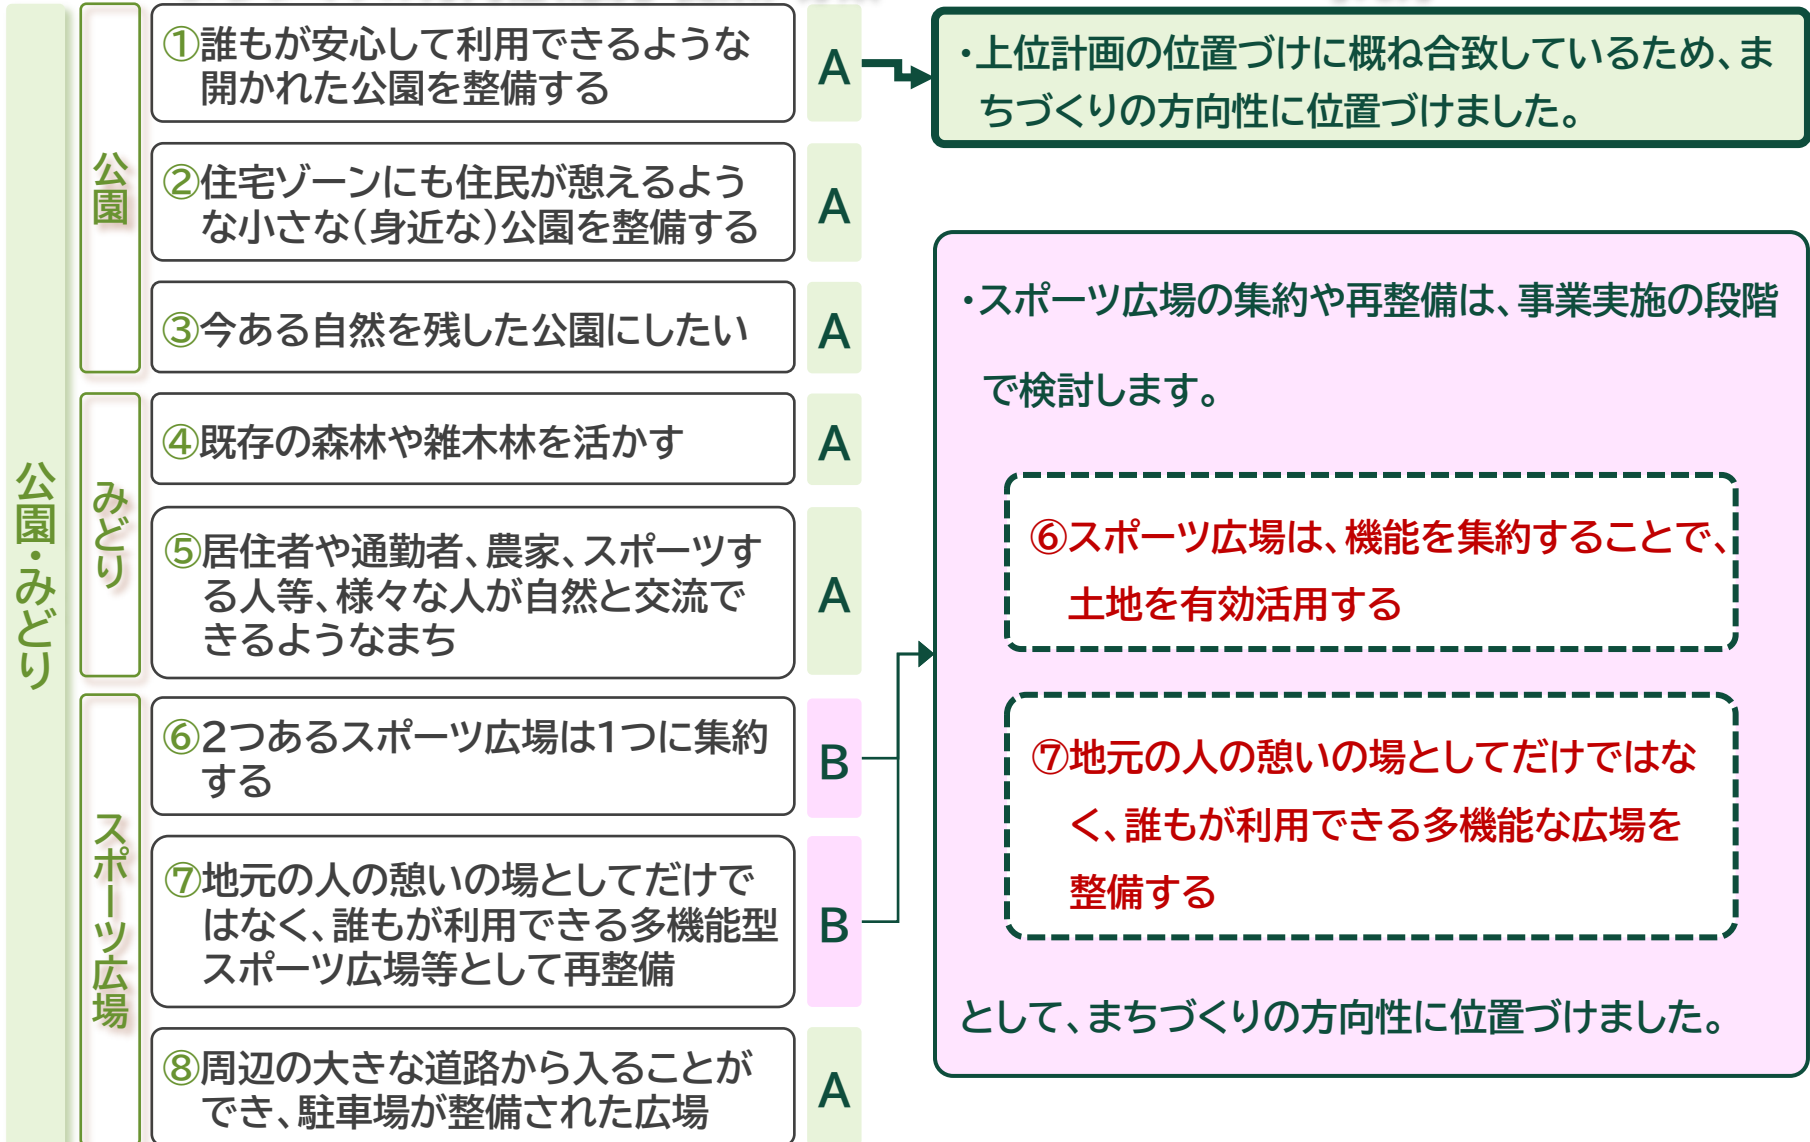 公園・みどり
公園
①誰もが安心して利用できるような
開かれた公園を整備する
A
②住宅ゾーンにも住民が憩えるよう
な小さな(身近な)公園を整備する
A
③今ある自然を残した公園にしたい
A
みどり
④既存の森林や雑木林を活かす
A
⑤居住者や通勤者、農家、スポーツす
る人等、様々な人が自然と交流で
きるようなまち
A
スポーツ広場
⑥2つあるスポーツ広場は1つに集約
する
B
⑦地元の人の憩いの場としてだけで
はなく、誰もが利用できる多機能型
スポーツ広場等として再整備
B
⑧周辺の大きな道路から入ることが
でき、駐車場が整備された広場
A
・上位計画の位置づけに概ね合致しているため、ま
ちづくりの方向性に位置づけました。
・スポーツ広場の集約や再整備は、事業実施の段階
で検討します。
⑥スポーツ広場は、機能を集約することで、
土地を有効活用する
⑦地元の人の憩いの場としてだけではな
く、誰もが利用できる多機能な広場を
整備する
として、まちづくりの方向性に位置づけました。